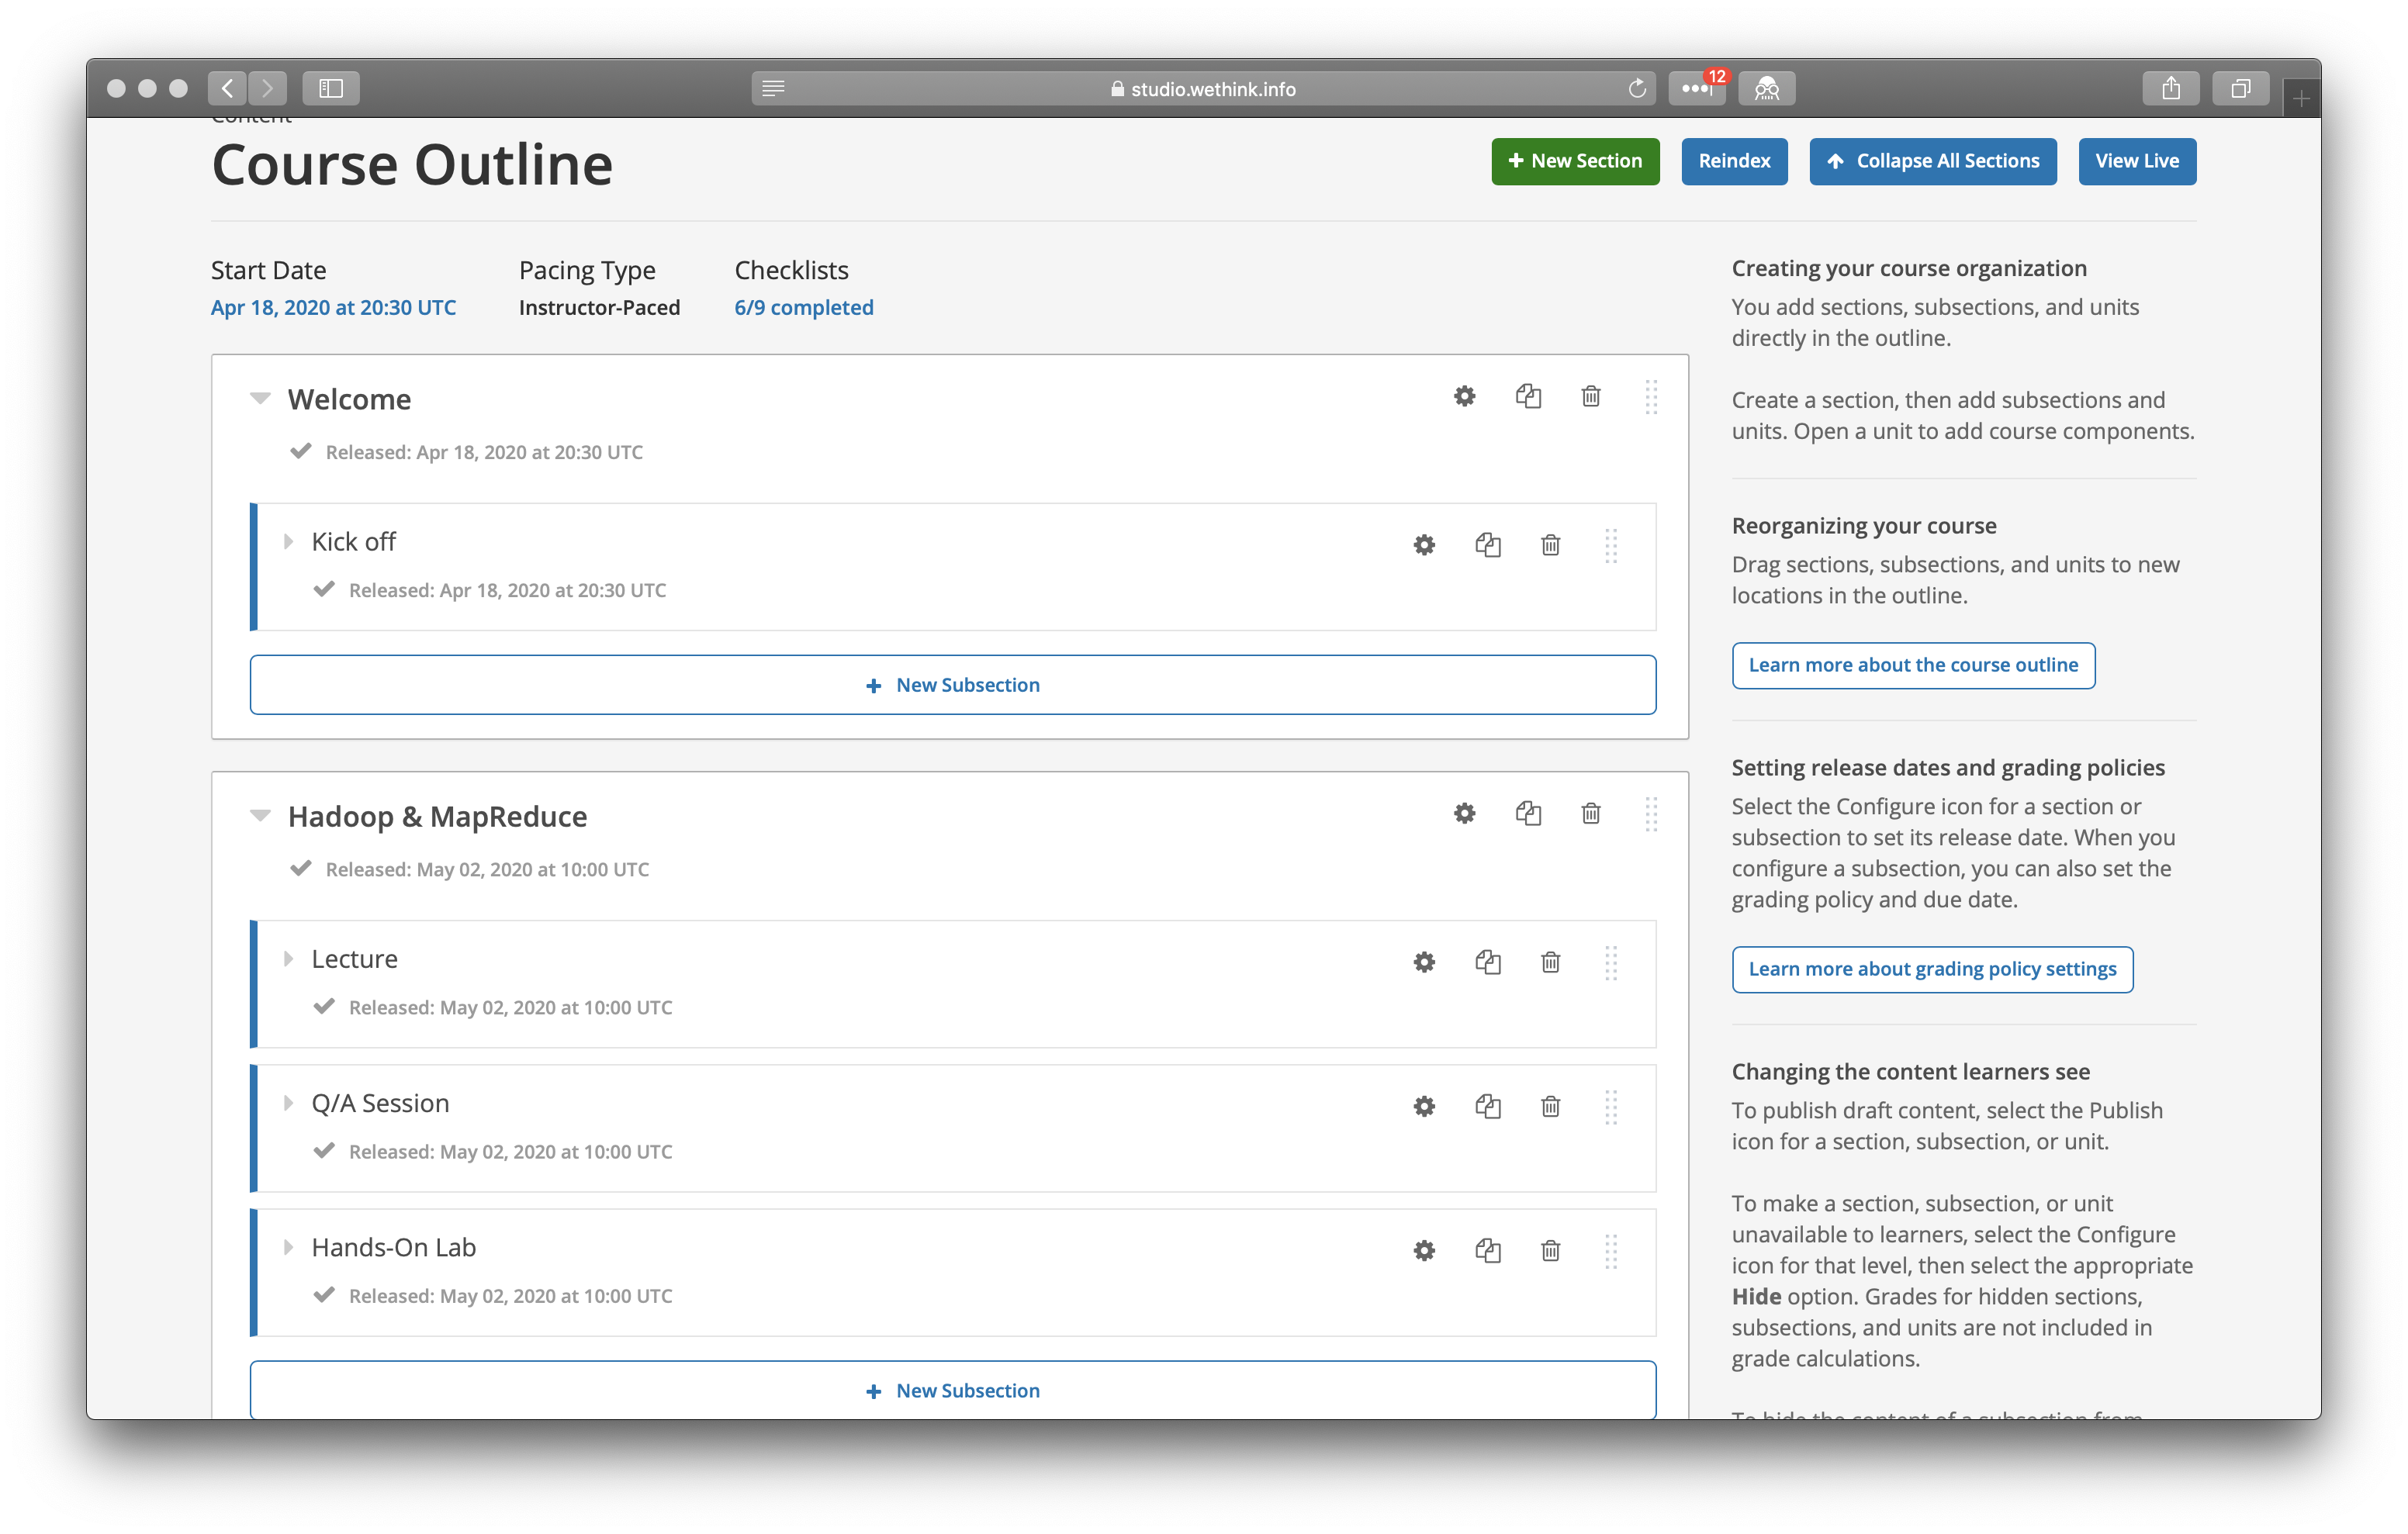 studio.wethink.info
12
Content
Course Outline
New Section
Reindex
Collapse All Sections
View Live
Start Date
Apr 18, 2020 at 20:30 UTC
Pacing Type
Instructor-Paced
Checklists
6/9 completed
Welcome
Released: Apr 18, 2020 at 20:30 UTC
Kick off
Released: Apr 18, 2020 at 20:30 UTC
+ New Subsection
Hadoop & MapReduce
Released: May 02, 2020 at 10:00 UTC
Lecture
Released: May 02, 2020 at 10:00 UTC
Q/A Session
Released: May 02, 2020 at 10:00 UTC
Hands-On Lab
Released: May 02, 2020 at 10:00 UTC
+ New Subsection
Creating your course organization
You add sections, subsections, and units
directly in the outline.
Create a section, then add subsections and
units. Open a unit to add course components.
Reorganizing your course
Drag sections, subsections, and units to new
locations in the outline.
Learn more about the course outline
Setting release dates and grading policies
Select the Configure icon for a section or
subsection to set its release date. When you
configure a subsection, you can also set the
grading policy and due date.
Learn more about grading policy settings
Changing the content learners see
To publish draft content, select the Publish
icon for a section, subsection, or unit.
To make a section, subsection, or unit
unavailable to learners, select the Configure
icon for that level, then select the appropriate
Hide option. Grades for hidden sections,
subsections, and units are not included in
grade calculations.
To hide the content of a subsection from